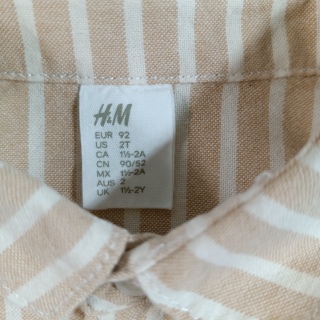 H&M
EUR 92
US 2T
CA 1½-2A
CN 90/52
MX 1½-2A
AUS 2
UK 1½-2Y